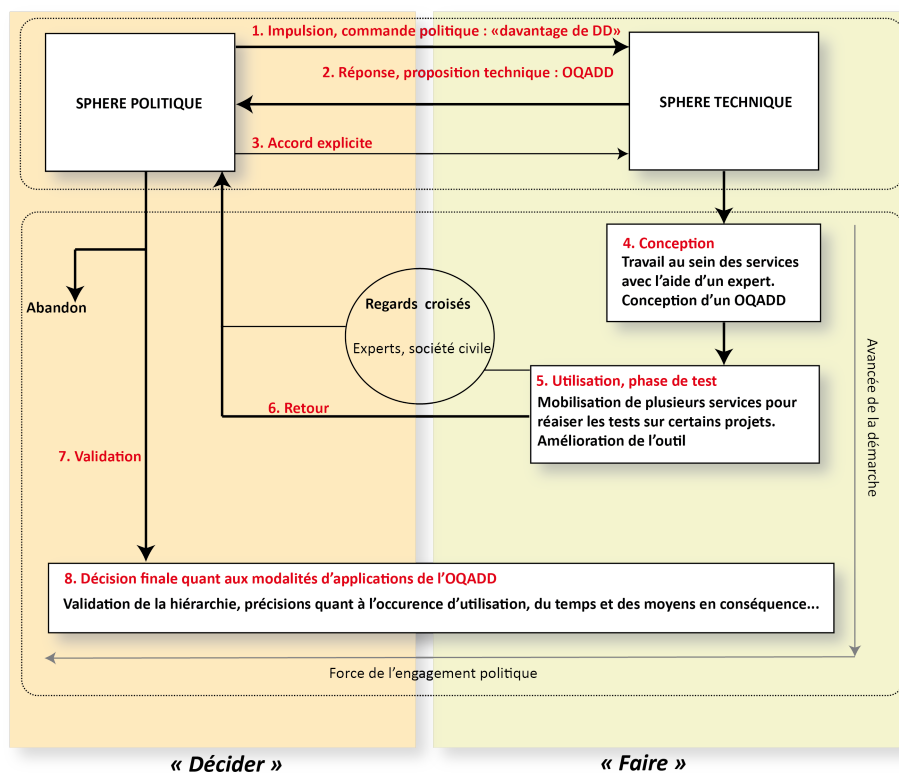 1. Impulsion, commande politique : «davantage de DD»
2. Réponse, proposition technique : OQADD
SPHERE POLITIQUE
SPHERE TECHNIQUE
3. Accord explicite
4. Conception
Travail au sein des services
avec l’aide d’un expert.
Conception d’un OQADD
Abandon
Regards croisés
Experts, société civile
Avancée de la démarche
5. Utilisation, phase de test
Mobilisation de plusieurs services pour
réaiser les tests sur certains projets.
Amélioration de l’outil
6. Retour
7. Validation
8. Décision finale quant aux modalités d’applications de l’OQADD
Validation de la hiérarchie, précisions quant à l’occurence d’utilisation, du temps et des moyens en conséquence...
Force de l’engagement politique
« Décider »
« Faire »